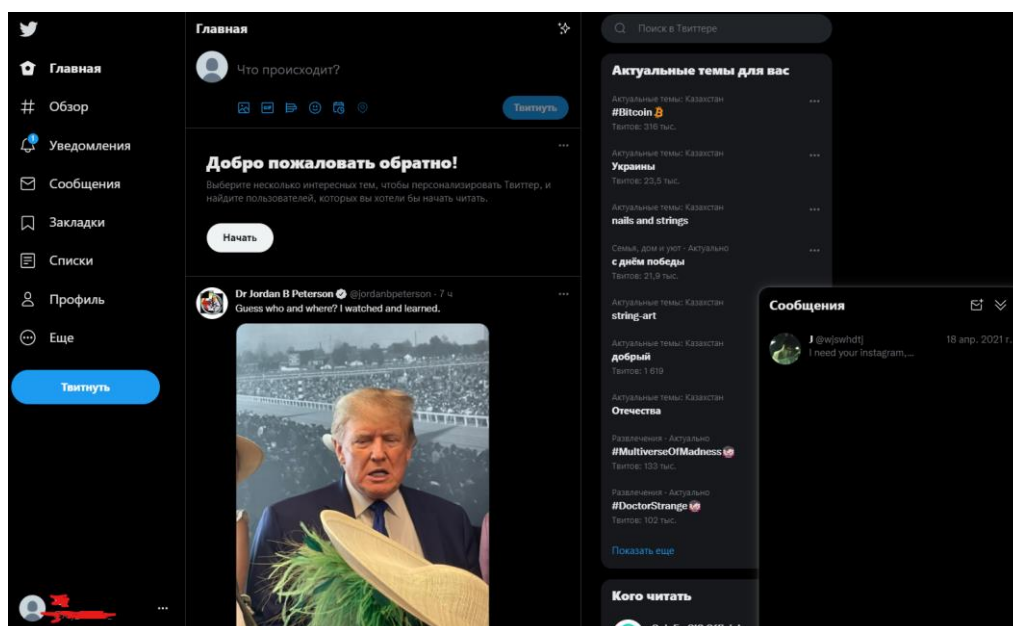 Главная
Обзор
1
Уведомления
Сообщения
Закладки
Списки
Профиль
Еще
Твитнуть
Главная
Что происходит?
GIF
Твитнуть
Добро пожаловать обратно!
Выберите несколько интересных тем, чтобы персонализировать Твиттер, и
найдите пользователей, которых вы хотели бы начать читать.
Начать
Dr Jordan B Peterson @jordanbpeterson · 7 ч
Guess who and where? I watched and learned.
Поиск в Твиттере
Актуальные темы для вас
Актуальные темы: Казахстан
#Bitcoin
Твитов: 316 тыс.
Актуальные темы: Казахстан
Украины
Твитов: 23,5 тыс.
Актуальные темы: Казахстан
nails and strings
Семья, дом и уют · Актуально
с днём победы
Твитов: 21,9 тыс.
Актуальные темы: Казахстан
string-art
Актуальные темы: Казахстан
добрый
Твитов: 1 619
Актуальные темы: Казахстан
Отечества
Развлечения · Актуально
#MultiverseOfMadness
Твитов: 133 тыс.
Развлечения · Актуально
#DoctorStrange
Твитов: 102 тыс.
Показать еще
Кого читать
Сообщения
J @wjswhdtj
18 апр. 2021 г.
I need your instagram,...